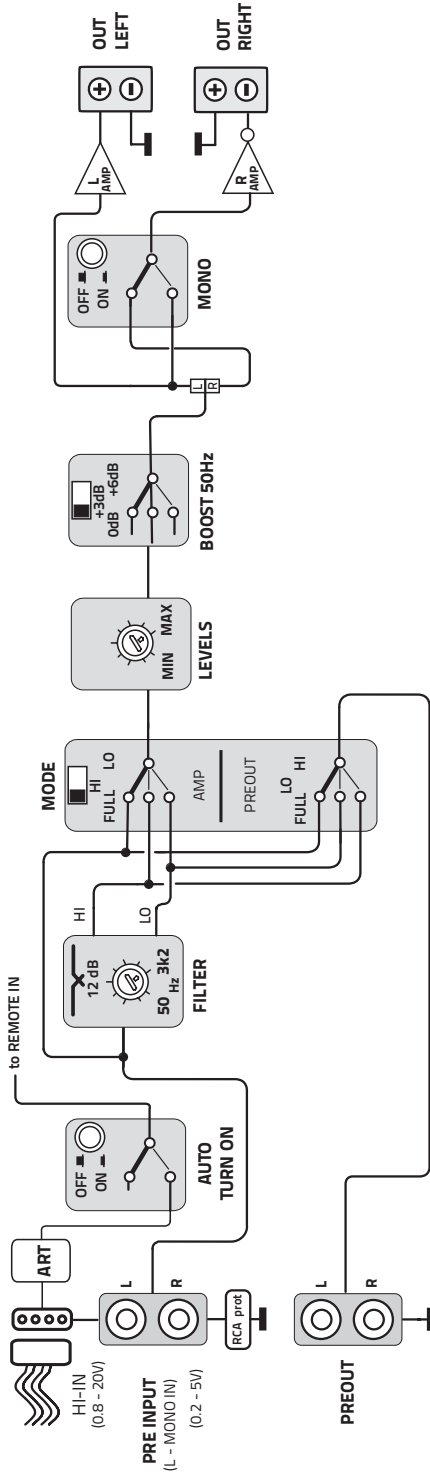 HI-IN
(0.8 - 20V)
ART
to REMOTE IN
OFF
ON
AUTO
TURN ON
PRE INPUT
(L - MONO IN)
(0.2 - 5V)
L
R
RCA prot
PREOUT
L
R
12 dB
50
Hz
3k2
FILTER
HI
LO
MODE
HI
FULL
LO
AMP
PREOUT
LO
FULL
HI
MIN
MAX
LEVELS
+3dB
0dB
+6dB
BOOST 50Hz
L
R
OFF
ON
MONO
L
AMP
R
AMP
OUT
LEFT
OUT
RIGHT